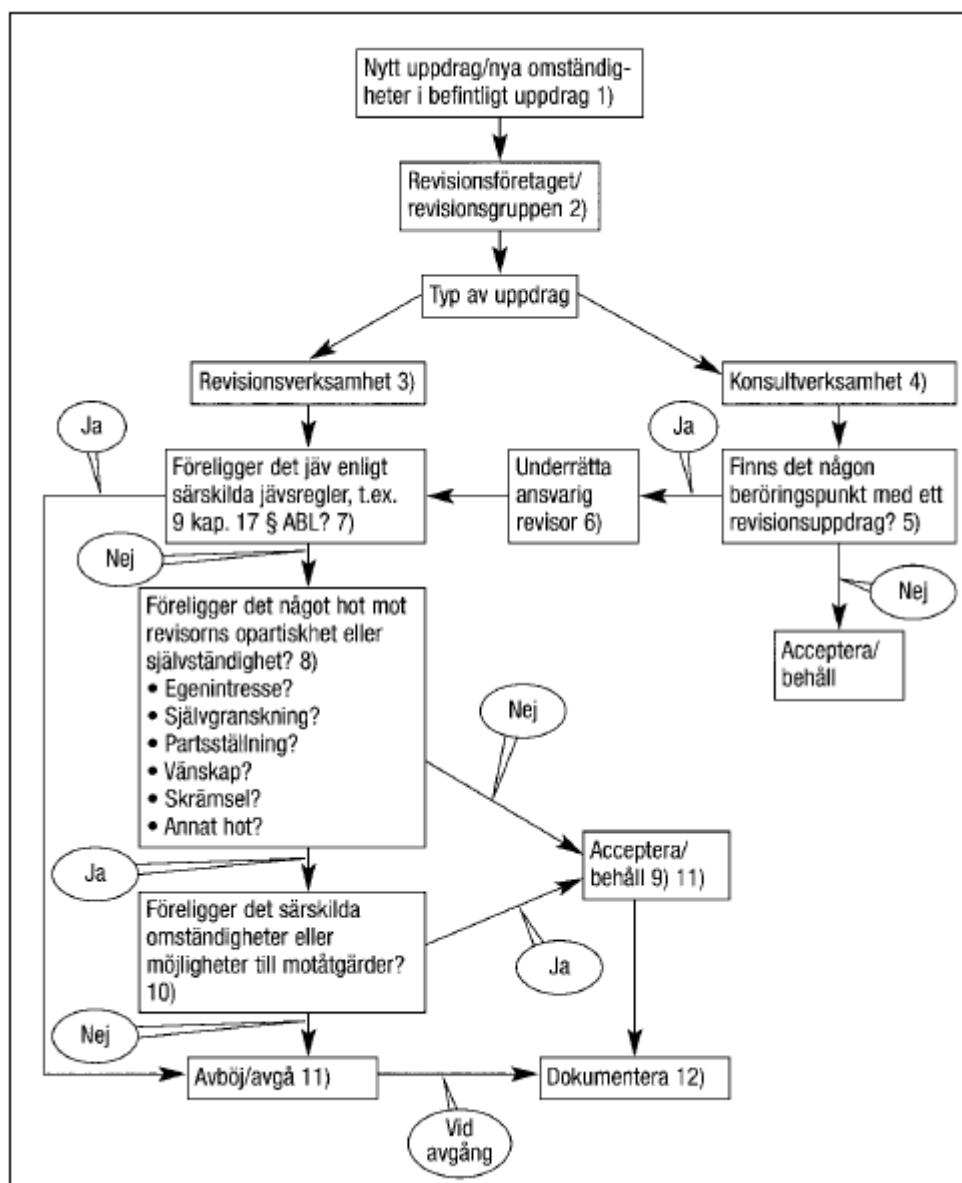 Nytt uppdrag/nya omständig-
heter i befintligt uppdrag 1)
Revisionsföretaget/
revisionsgruppen 2)
Typ av uppdrag
Revisionsverksamhet 3)
Konsultverksamhet 4)
Ja
Ja
Föreligger det jäv enligt
särskilda jävsregler, t.ex.
9 kap. 17 § ABL? 7)
Underrätta
ansvarig
revisor 6)
Finns det någon
beröringspunkt med ett
revisionsuppdrag? 5)
Nej
Nej
Föreligger det något hot mot
revisorns opartiskhet eller
självständighet? 8)
• Egenintresse?
• Självgranskning?
• Partsställning?
• Vänskap?
• Skrämsel?
• Annat hot?
Acceptera/
behåll
Nej
Ja
Acceptera/
behåll 9) 11)
Föreligger det särskilda
omständigheter eller
möjligheter till motåtgärder?
10)
Ja
Nej
Avböj/avgå 11)
Dokumentera 12)
Vid
avgång